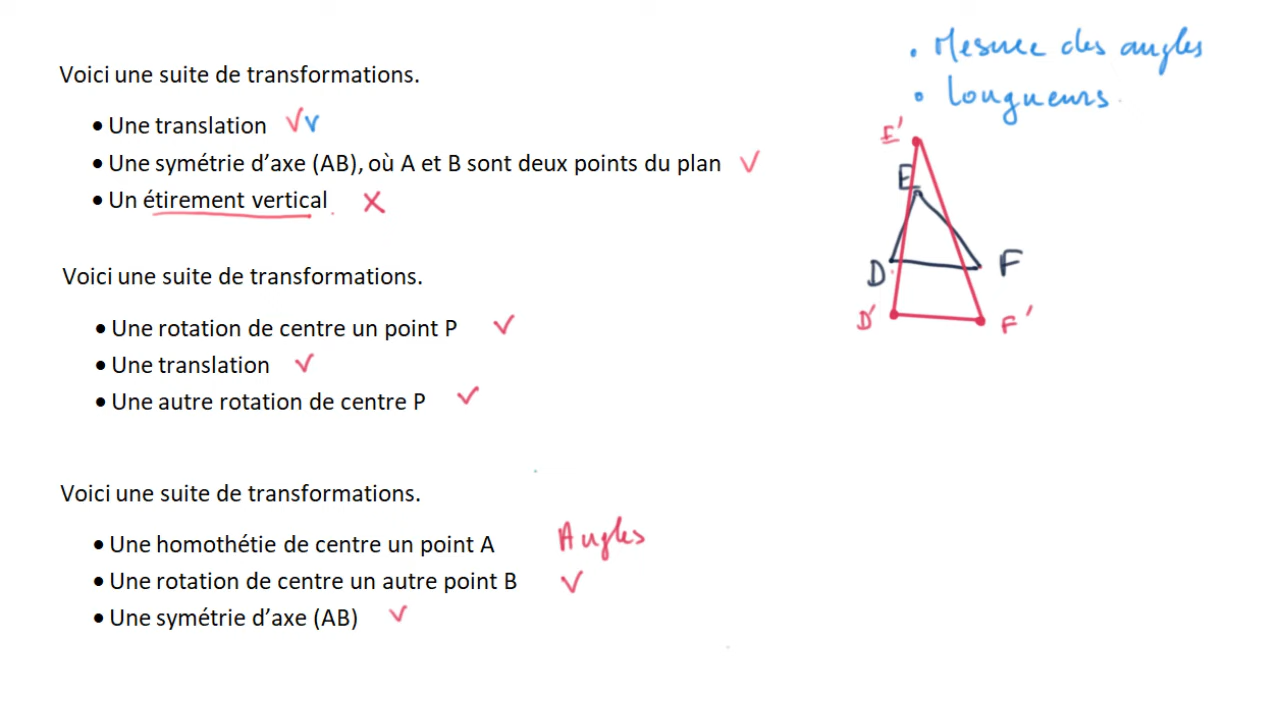 • Mesure des angles
• Longueurs
Voici une suite de transformations.
• Une translation √ v
• Une symétrie d’axe (AB), où A et B sont deux points du plan √
• Un étirement vertical x
E'
E
D
F
D'
F'
Voici une suite de transformations.
• Une rotation de centre un point P √
• Une translation √
• Une autre rotation de centre P √
Voici une suite de transformations.
• Une homothétie de centre un point A Angles
• Une rotation de centre un autre point B √
• Une symétrie d’axe (AB) √